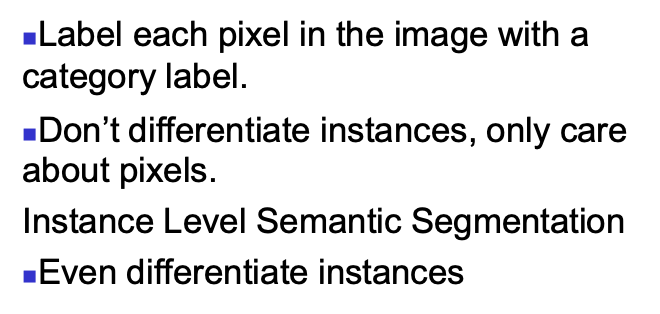 ▪Label each pixel in the image with a
category label.
▪Don’t differentiate instances, only care
about pixels.
Instance Level Semantic Segmentation
▪Even differentiate instances